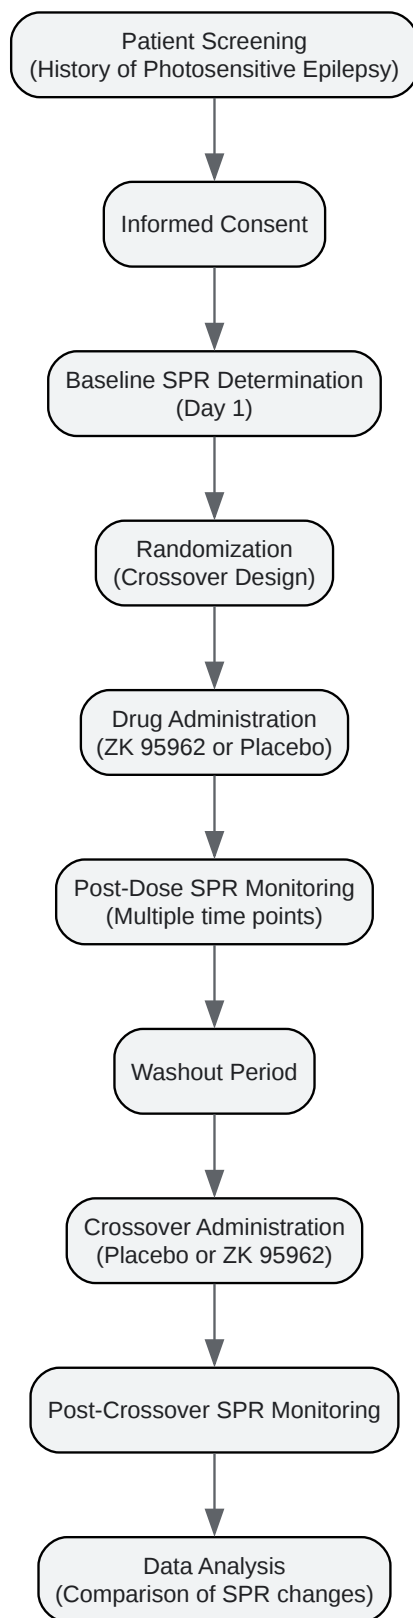 Patient Screening
(History of Photosensitive Epilepsy)
Informed Consent
Baseline SPR Determination
(Day 1)
Randomization
(Crossover Design)
Drug Administration
(ZK 95962 or Placebo)
Post-Dose SPR Monitoring
(Multiple time points)
Washout Period
Crossover Administration
(Placebo or ZK 95962)
Post-Crossover SPR Monitoring
Data Analysis
(Comparison of SPR changes)